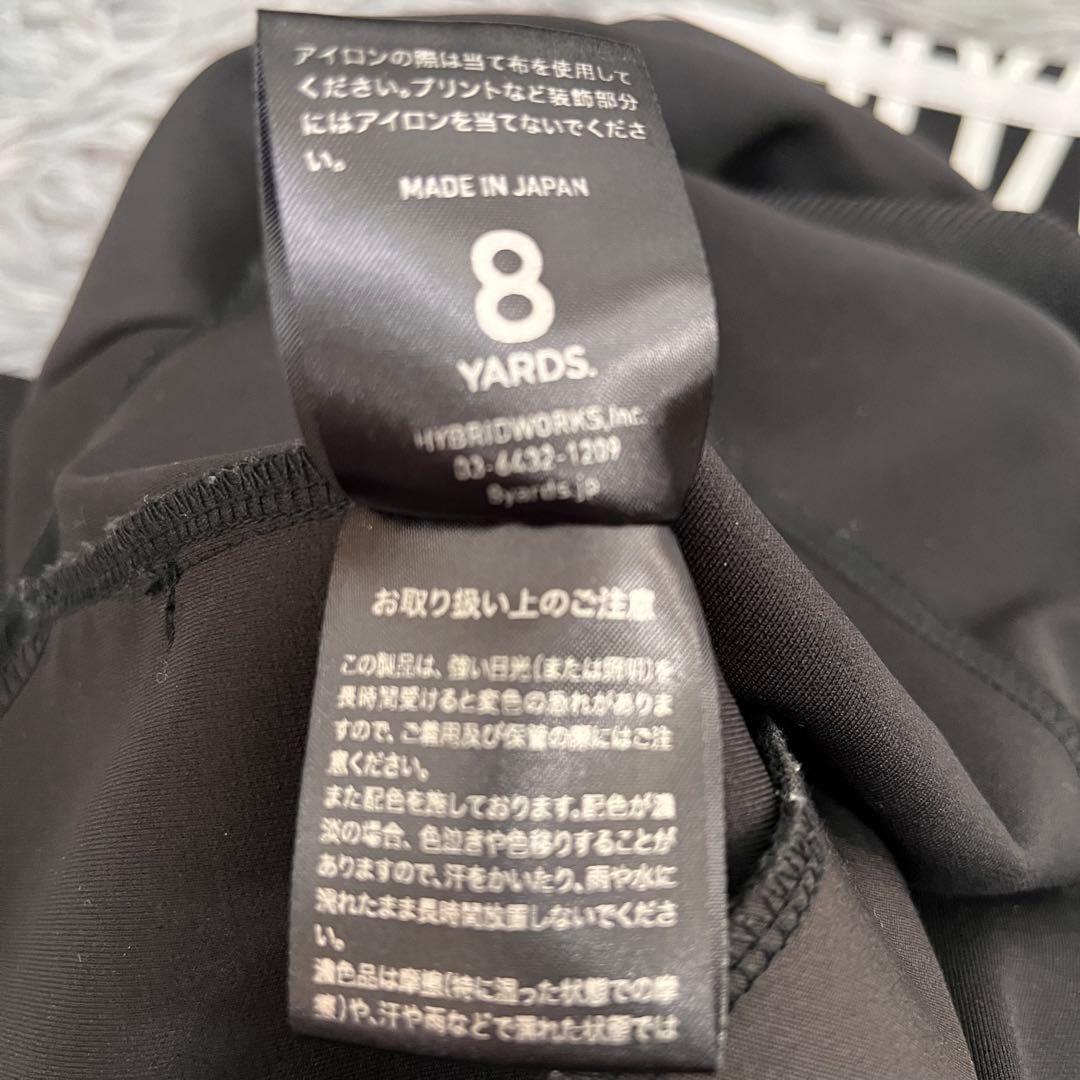 アイロンの際は当て布を使用して
ください。プリントなど装飾部分
にはアイロンを当てないでくださ
い。
MADE IN JAPAN
8
YARDS.
HYBRIDWORKS,Inc.
03-6432-1209
8yards.jp
お取り扱い上のご注意
この製品は、強い日光(または照明)を
長時間受けると変色の恐れがありま
すので、ご着用及び保管の際にはご注
意ください。
また配色を施しております。配色が濃
淡の場合、色泣きや色移りすることが
ありますので、汗をかいたり、雨や水に
濡れたまま長時間放置しないでくださ
い。
濃色品は摩擦(特に湿った状態での摩
擦)や、汗や雨などで濡れた状態では